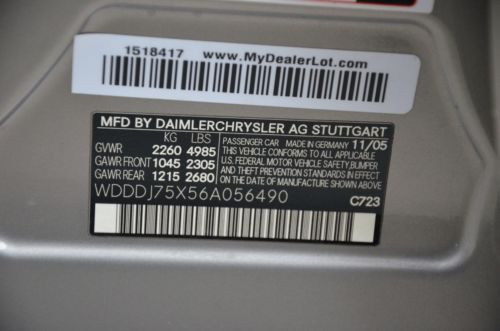 1518417 www.MyDealerLot.com
MFD BY DAIMLERCHRYSLER AG STUTTGART
KG LBS PASSENGER CAR MADE IN GERMANY 11/05
GVWR 2260 4985 THIS VEHICLE CONFORMS TO ALL APPLICABLE
GAWR FRONT 1045 2305 U.S. FEDERAL MOTOR VEHICLE SAFETY, BUMPER
GAWR REAR 1215 2680 AND THEFT PREVENTION STANDARDS IN EFFECT
ON THE DATE OF MANUFACTURE SHOWN ABOVE.
WDDDJ75X56A056490 C723